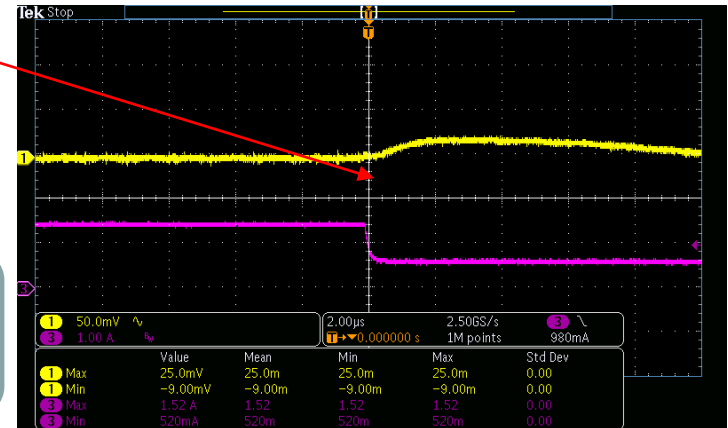 Tek Stop
T
T
1
3
1 50.0mV ∿ 2.00µs 2.50GS/s 3 \
3 1.00 A BW T→▼0.000000 s 1M points 980mA
Value Mean Min Max Std Dev
1 Max 25.0mV 25.0m 25.0m 25.0m 0.00
1 Min −9.00mV −9.00m −9.00m −9.00m 0.00
3 Max 1.52 A 1.52 1.52 1.52 0.00
3 Min 520mA 520m 520m 520m 0.00